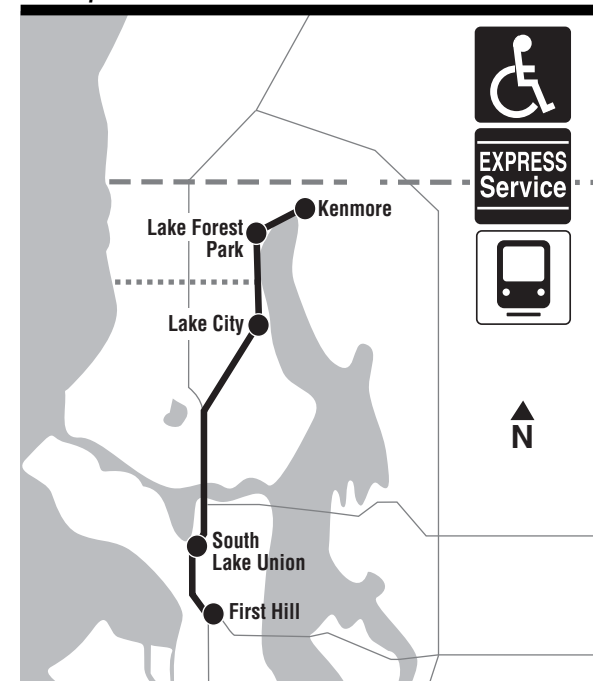 EXPRESS
Service
Kenmore
Lake Forest
Park
Lake City
N
South
Lake Union
First Hill